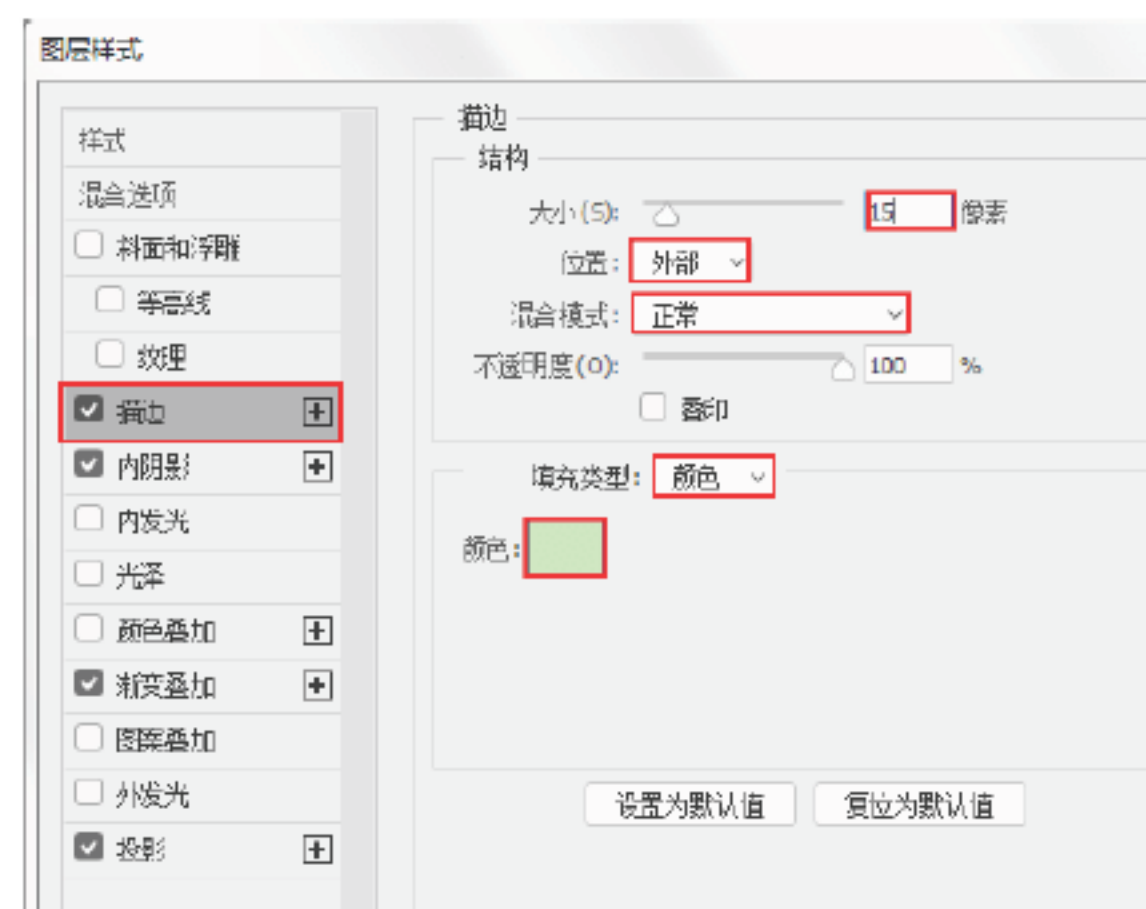 图层样式
样式
混合选项
斜面和浮雕
等高线
纹理
描边
内阴影
内发光
光泽
颜色叠加
渐变叠加
图案叠加
外发光
投影
描边
结构
大小(S): 15 像素
位置: 外部
混合模式: 正常
不透明度(O): 100 %
叠印
填充类型: 颜色
颜色:
设置为默认值 复位为默认值